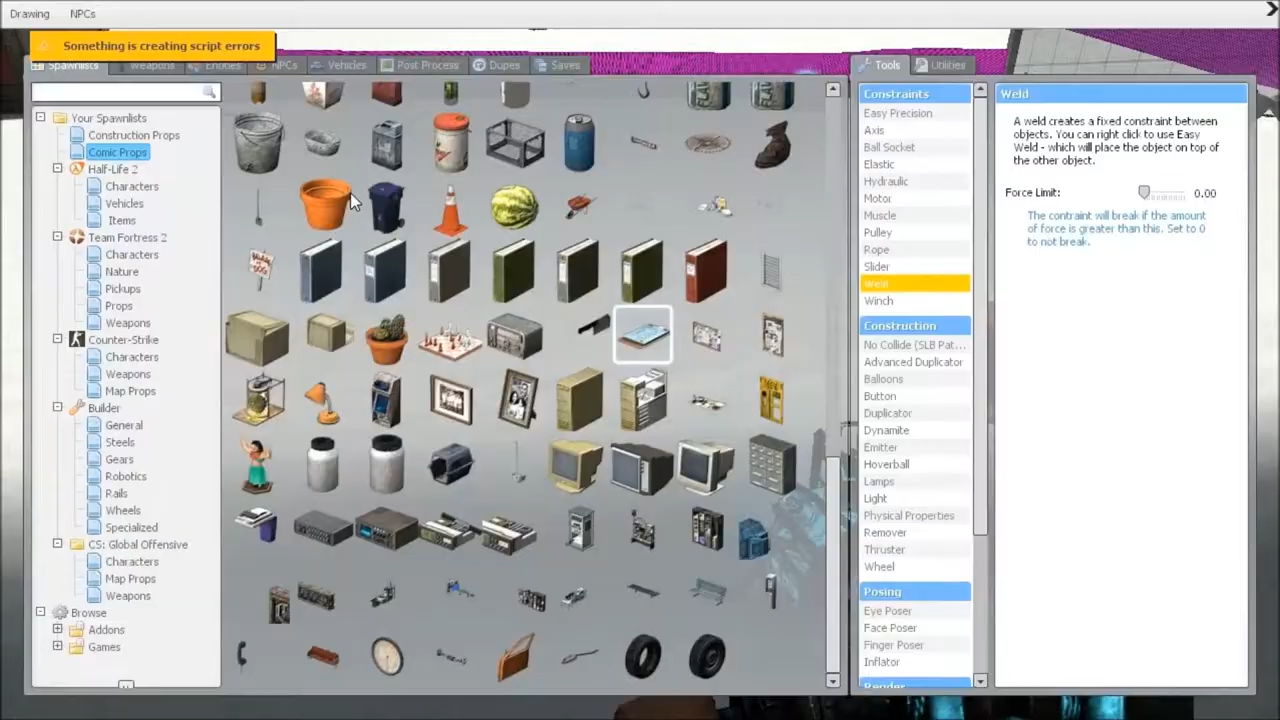 Drawing NPCs
Something is creating script errors
Spawnlists Weapons Entities NPCs Vehicles Post Process Dupes Saves
Tools Utilities
Your Spawnlists
Construction Props
Comic Props
Half-Life 2
Characters
Vehicles
Items
Team Fortress 2
Characters
Nature
Pickups
Props
Weapons
Counter-Strike
Characters
Weapons
Map Props
Builder
General
Steels
Gears
Robotics
Rails
Wheels
Specialized
CS: Global Offensive
Characters
Map Props
Weapons
Browse
Addons
Games
Constraints
Easy Precision
Axis
Ball Socket
Elastic
Hydraulic
Motor
Muscle
Pulley
Rope
Slider
Weld
Winch
Construction
No Collide (SLB Pat...
Advanced Duplicator
Balloons
Button
Duplicator
Dynamite
Emitter
Hoverball
Lamps
Light
Physical Properties
Remover
Thruster
Wheel
Posing
Eye Poser
Face Poser
Finger Poser
Inflator
Render
Weld
A weld creates a fixed constraint between
objects. You can right click to use Easy
Weld - which will place the object on top of
the other object.
Force Limit: 0.00
The contraint will break if the amount
of force is greater than this. Set to 0
to not break.